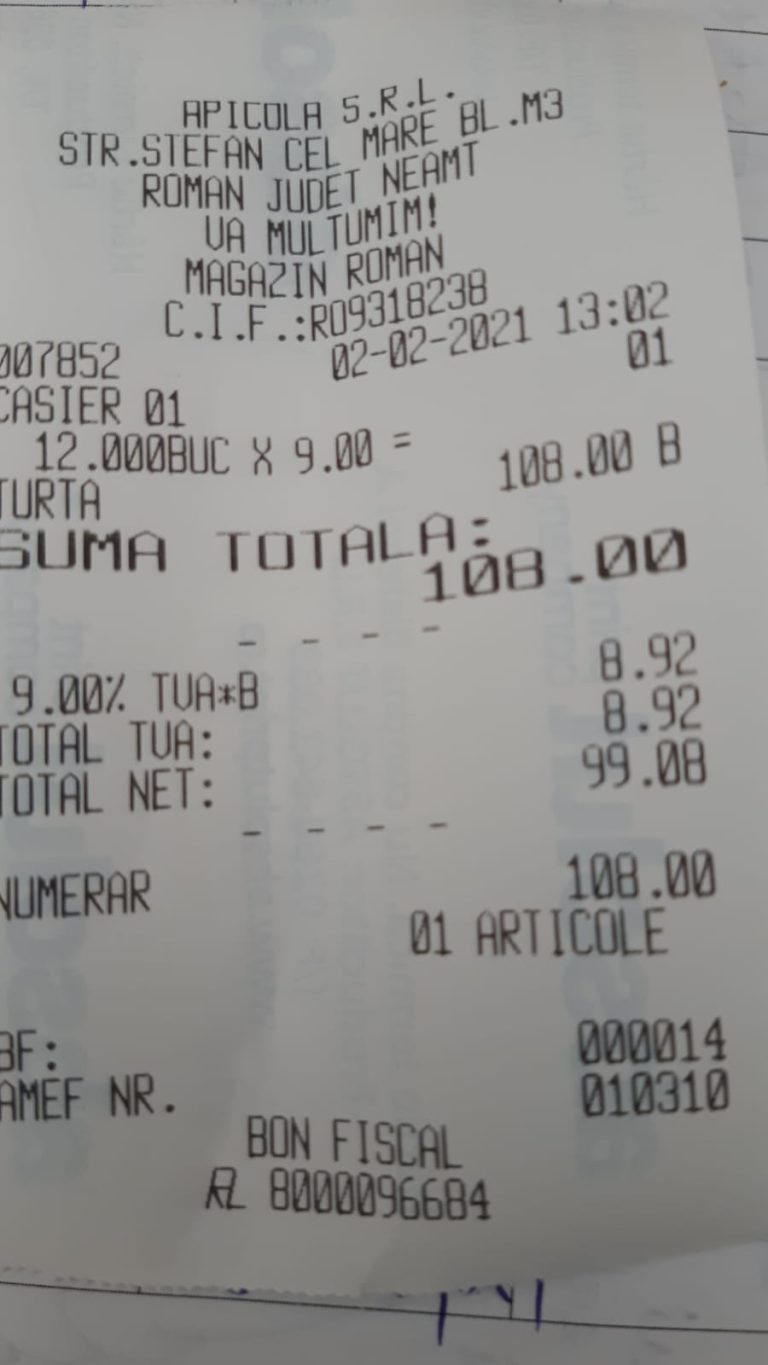 APICOLA S.R.L.
STR.STEFAN CEL MARE BL.M3
ROMAN JUDET NEAMT
VA MULTUMIM!
MAGAZIN ROMAN
C.I.F.:RO9318238
007852 02-02-2021 13:02
CASIER 01 01
12.000BUC X 9.00 = 108.00 B
TURTA
SUMA TOTALA:
108.00
- - - -
9.00% TVA*B 8.92
TOTAL TVA: 8.92
TOTAL NET: 99.08
- - - -
NUMERAR 108.00
01 ARTICOLE
BF: 000014
AMEF NR. 010310
BON FISCAL
RL 8000096684